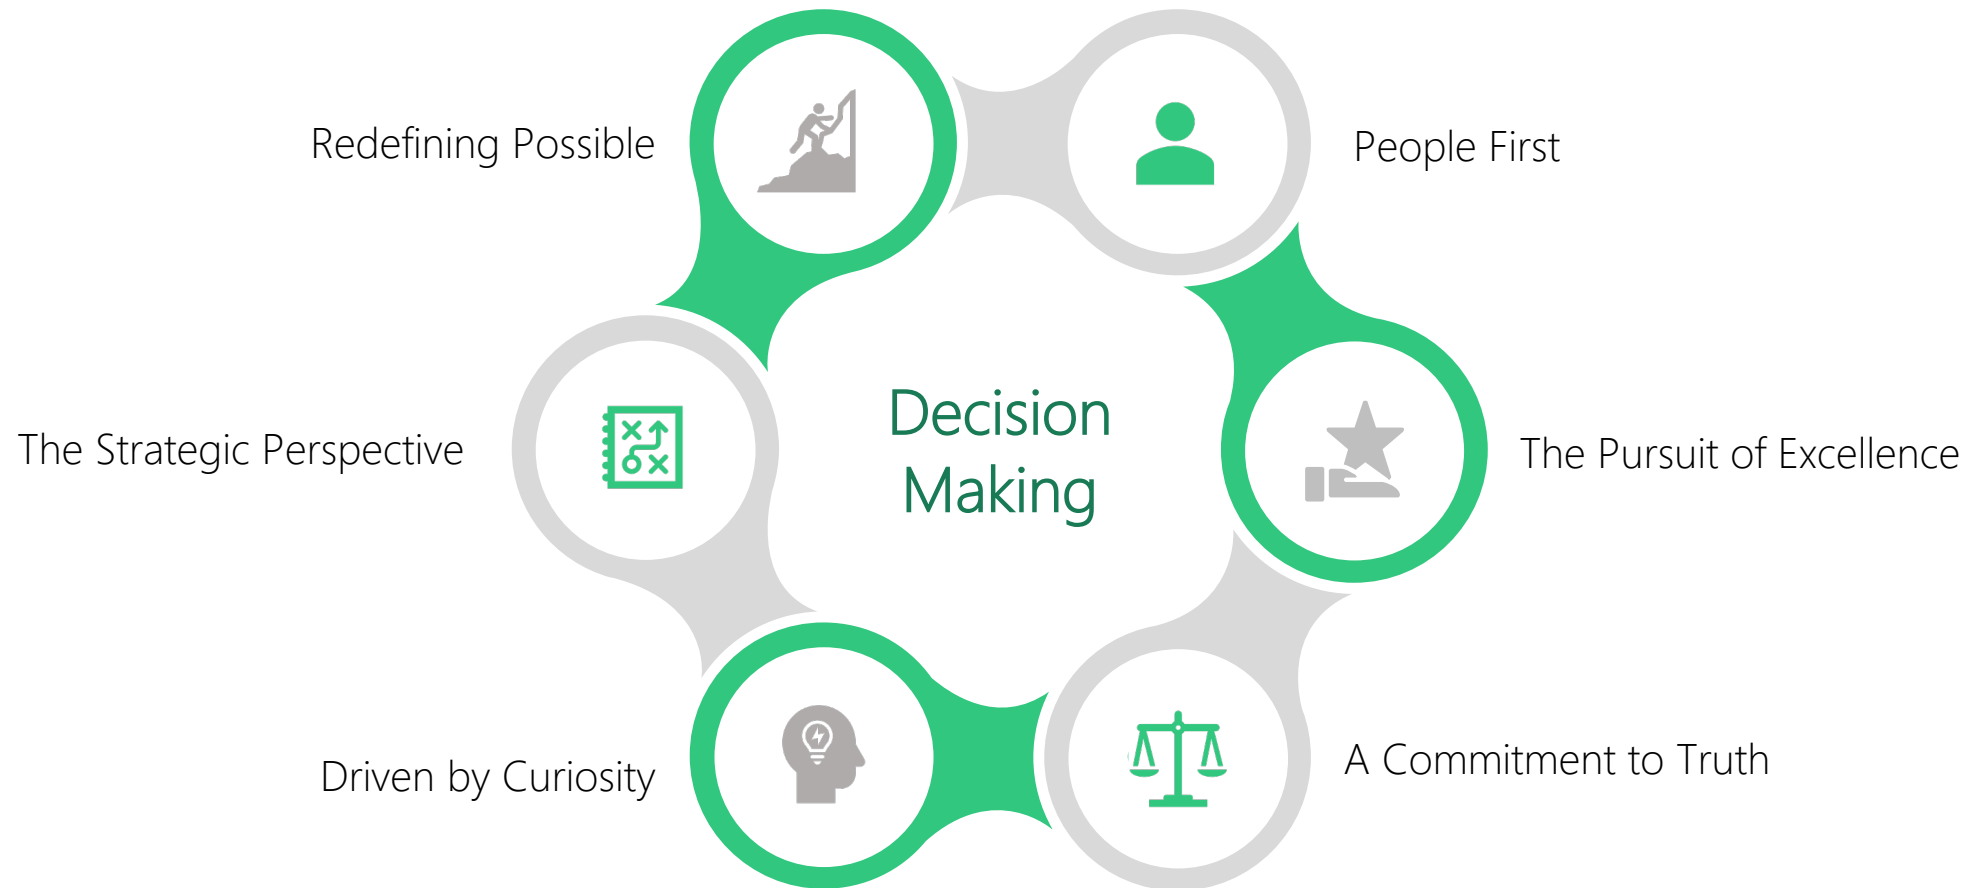 Redefining Possible
People First
The Strategic Perspective
Decision
Making
The Pursuit of Excellence
Driven by Curiosity
A Commitment to Truth